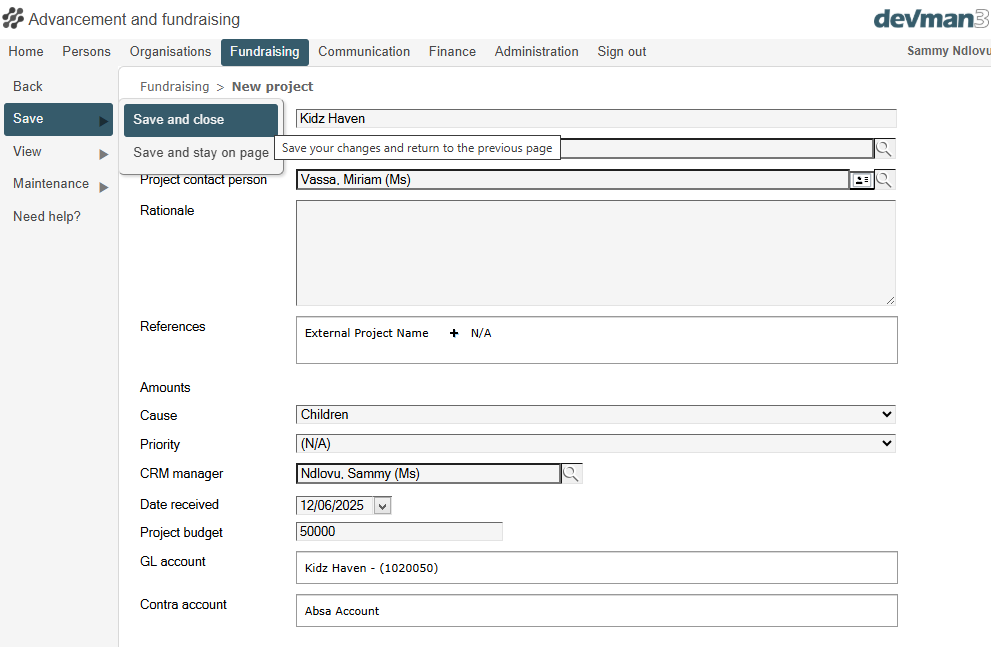 Advancement and fundraising
devman3
Home Persons Organisations Fundraising Communication Finance Administration Sign out Sammy Ndlovu
Back
Fundraising > New project
Save
Save and close
Kidz Haven
View
Save and stay on page
Save your changes and return to the previous page
Maintenance
Project contact person
Vassa, Miriam (Ms)
Need help?
Rationale
References
External Project Name + N/A
Amounts
Cause
Children
Priority
(N/A)
CRM manager
Ndlovu, Sammy (Ms)
Date received
12/06/2025
Project budget
50000
GL account
Kidz Haven - (1020050)
Contra account
Absa Account